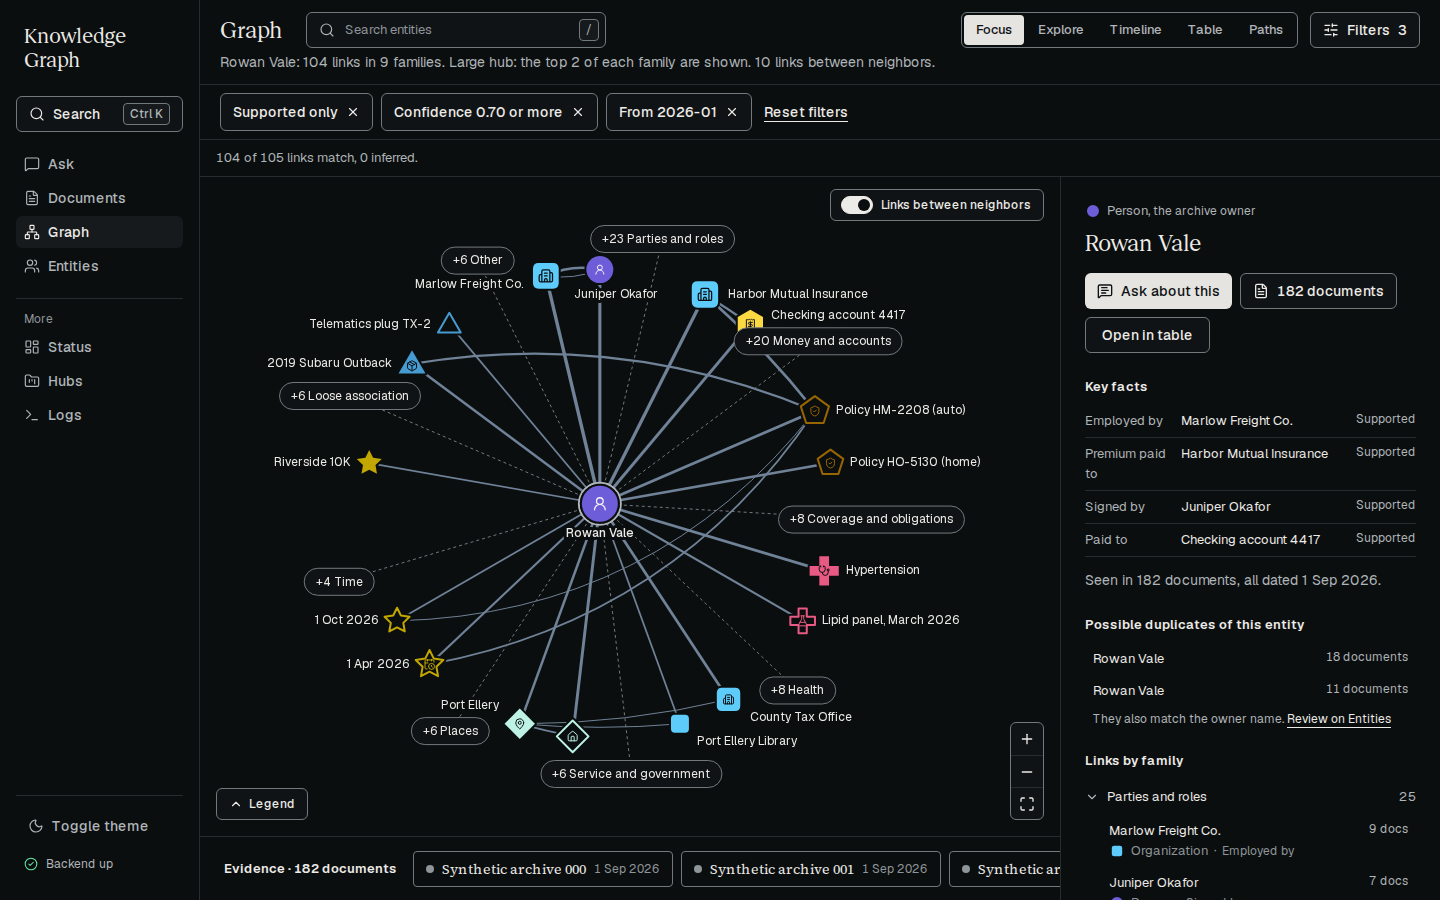 Knowledge
Graph
Search Ctrl K
Ask
Documents
Graph
Entities
More
Status
Hubs
Logs
Toggle theme
Backend up
Graph
Search entities /
Focus Explore Timeline Table Paths
Filters 3
Rowan Vale: 104 links in 9 families. Large hub: the top 2 of each family are shown. 10 links between neighbors.
Supported only
Confidence 0.70 or more
From 2026-01
Reset filters
104 of 105 links match, 0 inferred.
Links between neighbors
+23 Parties and roles
+6 Other
Marlow Freight Co.
Juniper Okafor
Harbor Mutual Insurance
Telematics plug TX-2
Checking account 4417
+20 Money and accounts
2019 Subaru Outback
+6 Loose association
Policy HM-2208 (auto)
Riverside 10K
Policy HO-5130 (home)
Rowan Vale
+8 Coverage and obligations
+4 Time
Hypertension
1 Oct 2026
Lipid panel, March 2026
1 Apr 2026
+8 Health
Port Ellery
County Tax Office
+6 Places
Port Ellery Library
+6 Service and government
Legend
Evidence · 182 documents
Synthetic archive 000 1 Sep 2026
Synthetic archive 001 1 Sep 2026
Synthetic ar
Person, the archive owner
Rowan Vale
Ask about this
182 documents
Open in table
Key facts
Employed by Marlow Freight Co. Supported
Premium paid to Harbor Mutual Insurance Supported
Signed by Juniper Okafor Supported
Paid to Checking account 4417 Supported
Seen in 182 documents, all dated 1 Sep 2026.
Possible duplicates of this entity
Rowan Vale 18 documents
Rowan Vale 11 documents
They also match the owner name. Review on Entities
Links by family
Parties and roles 25
Marlow Freight Co. 9 docs
Organization · Employed by
Juniper Okafor 7 docs